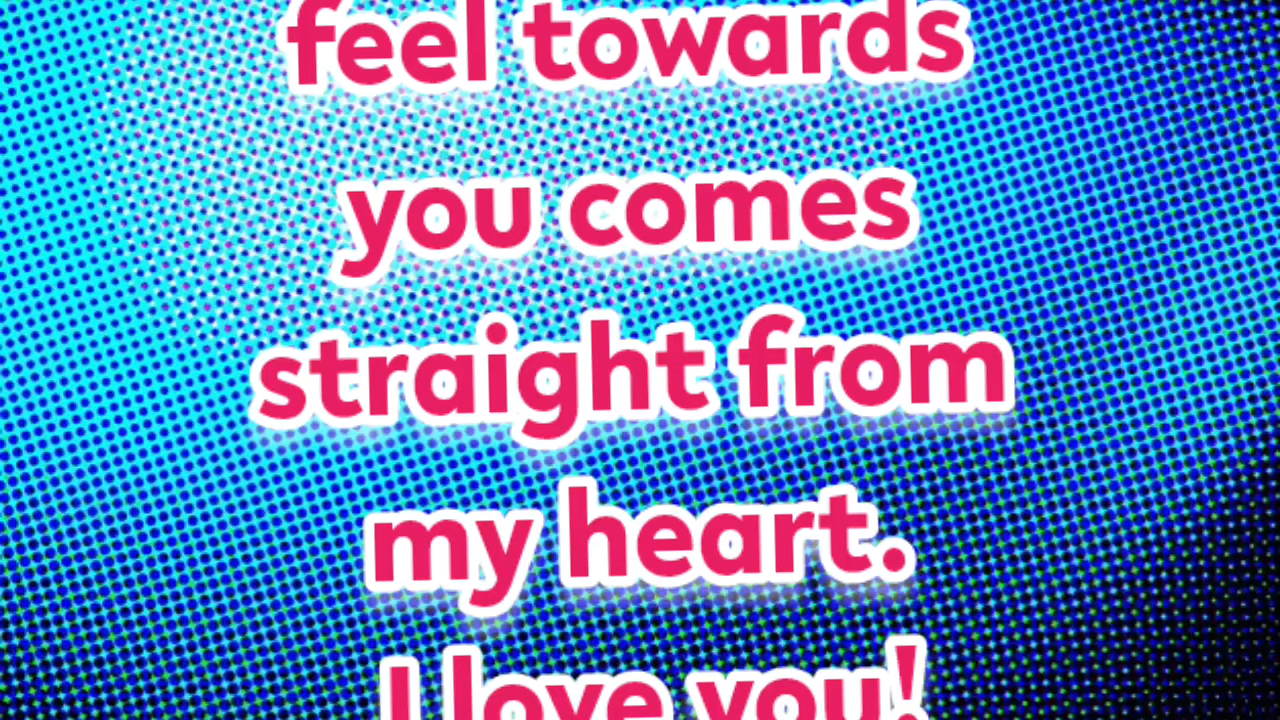 feel towards
you comes
straight from
my heart.
I love you!